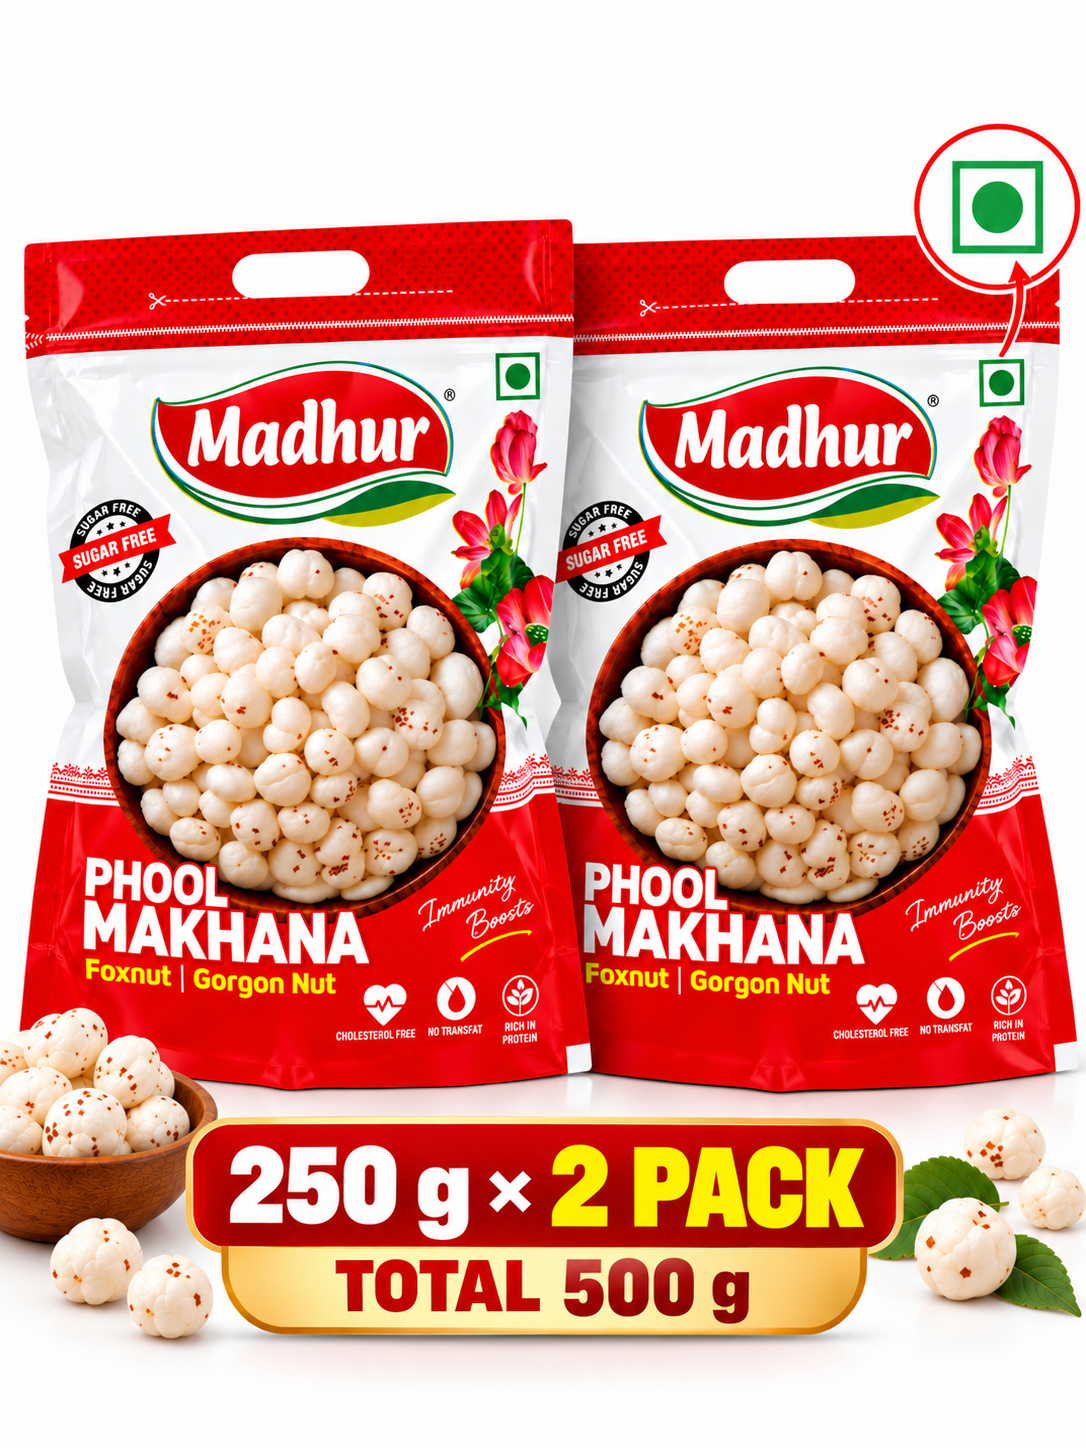 Madhur ®
SUGAR FREE
SUGAR FREE
SUGAR FREE
PHOOL
MAKHANA
Foxnut | Gorgon Nut
Immunity
Boosts
CHOLESTEROL FREE
NO TRANSFAT
RICH IN
PROTEIN
Madhur ®
SUGAR FREE
SUGAR FREE
SUGAR FREE
PHOOL
MAKHANA
Foxnut | Gorgon Nut
Immunity
Boosts
CHOLESTEROL FREE
NO TRANSFAT
RICH IN
PROTEIN
250 g × 2 PACK
TOTAL 500 g